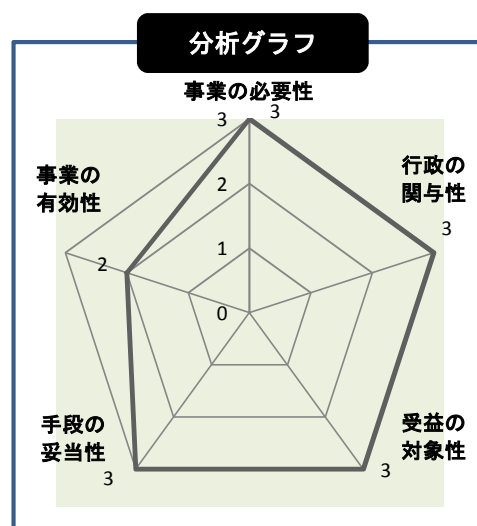 分析グラフ
事業の必要性
3
3
行政の
関与性
3
事業の
有効性
2
2
1
0
手段の
妥当性
3
受益の
対象性
3